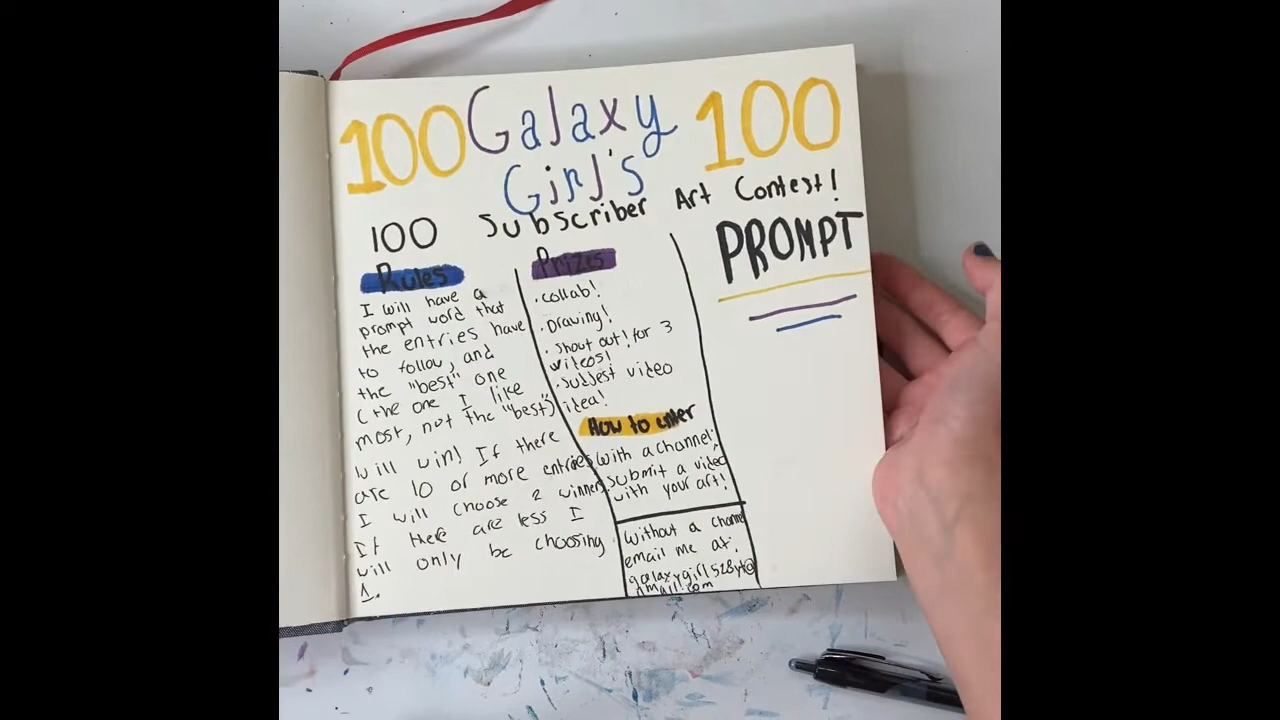 100 Galaxy 100
Girl's
100 Subscriber Art Contest!
Rules
I will have a
prompt word that
the entries have
to follow, and
the "best" one
(the one I like
most, not the "best")
will win! If there
are 10 or more entries
I will choose 2 winners.
If there are less I
will only be choosing
1.
Prizes
·collab!
·Drawing!
·Shout out! for 3
videos!
·Suggest video
idea!
How to enter
With a channel:
submit a video
with your art!
Without a channel
email me at:
galaxygirl528yt@
gmail.com
PROMPT